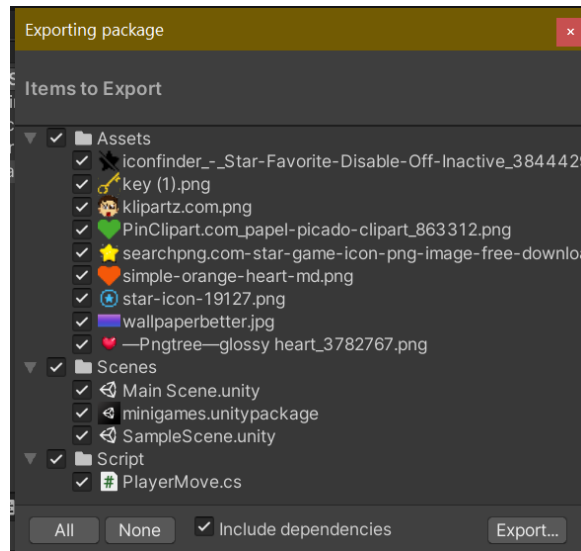 Exporting package
Items to Export
Assets
iconfinder_-_Star-Favorite-Disable-Off-Inactive_3844429
key (1).png
klipartz.com.png
PinClipart.com_papel-picado-clipart_863312.png
searchpng.com-star-game-icon-png-image-free-downlo
simple-orange-heart-md.png
star-icon-19127.png
wallpaperbetter.jpg
—Pngtree—glossy heart_3782767.png
Scenes
Main Scene.unity
minigames.unitypackage
SampleScene.unity
Script
PlayerMove.cs
All None Include dependencies Export...